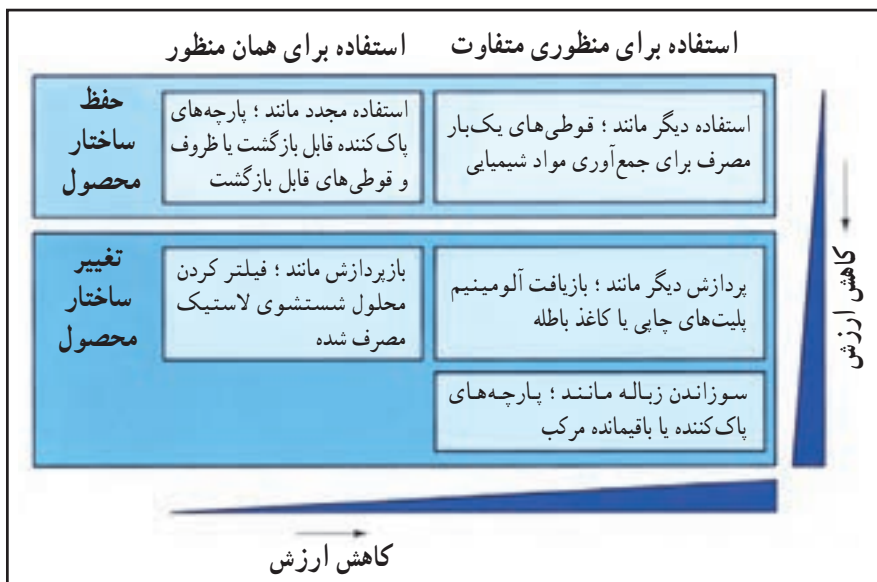 استفاده برای همان منظور
استفاده برای منظوری متفاوت
حفظ
ساختار
محصول
استفاده مجدد مانند ؛ پارچه‌های
پاک‌کننده قابل بازگشت یا ظروف
و قوطی‌های قابل بازگشت
استفاده دیگر مانند ؛ قوطی‌های یک‌بار
مصرف برای جمع‌آوری مواد شیمیایی
تغییر
ساختار
محصول
بازپردازش مانند ؛ فیلتر کردن
محلول شستشوی لاستیک
مصرف شده
پردازش دیگر مانند ؛ بازیافت آلومینیم
پلیت‌های چاپی یا کاغذ باطله
سوزاندن زباله مانند ؛ پارچه‌های
پاک‌کننده یا باقیمانده مرکب
کاهش ارزش
کاهش ارزش